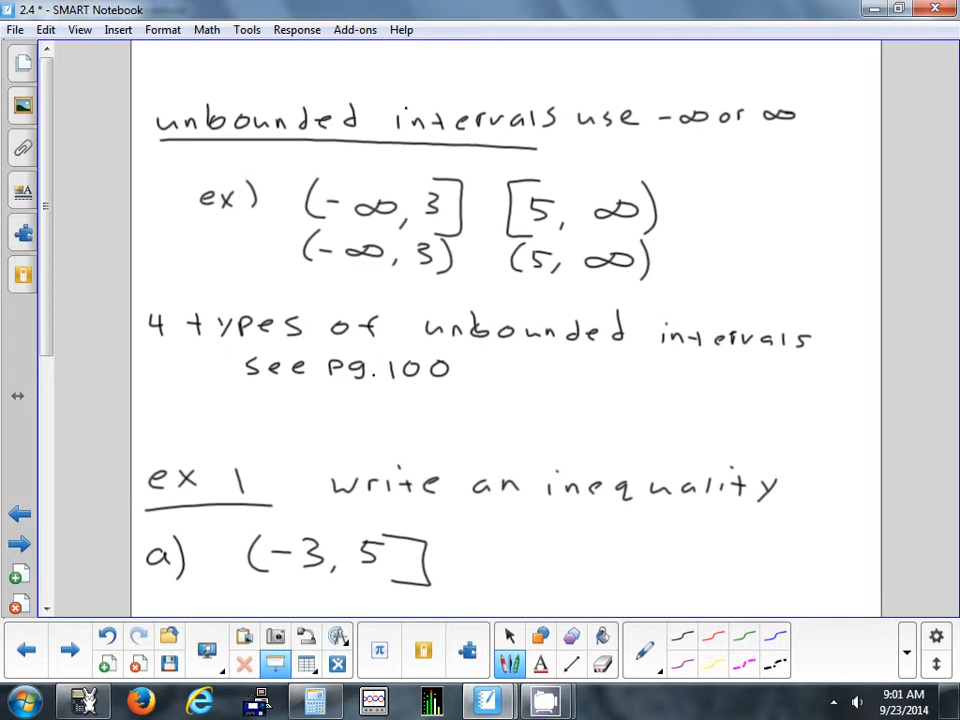 2.4 * - SMART Notebook
File Edit View Insert Format Math Tools Response Add-ons Help
unbounded intervals use -∞ or ∞
ex) (-∞, 3] [5, ∞)
(-∞, 3) (5, ∞)
4 types of unbounded intervals
see pg. 100
ex 1 write an inequality
a) (-3, 5]
9:01 AM
9/23/2014